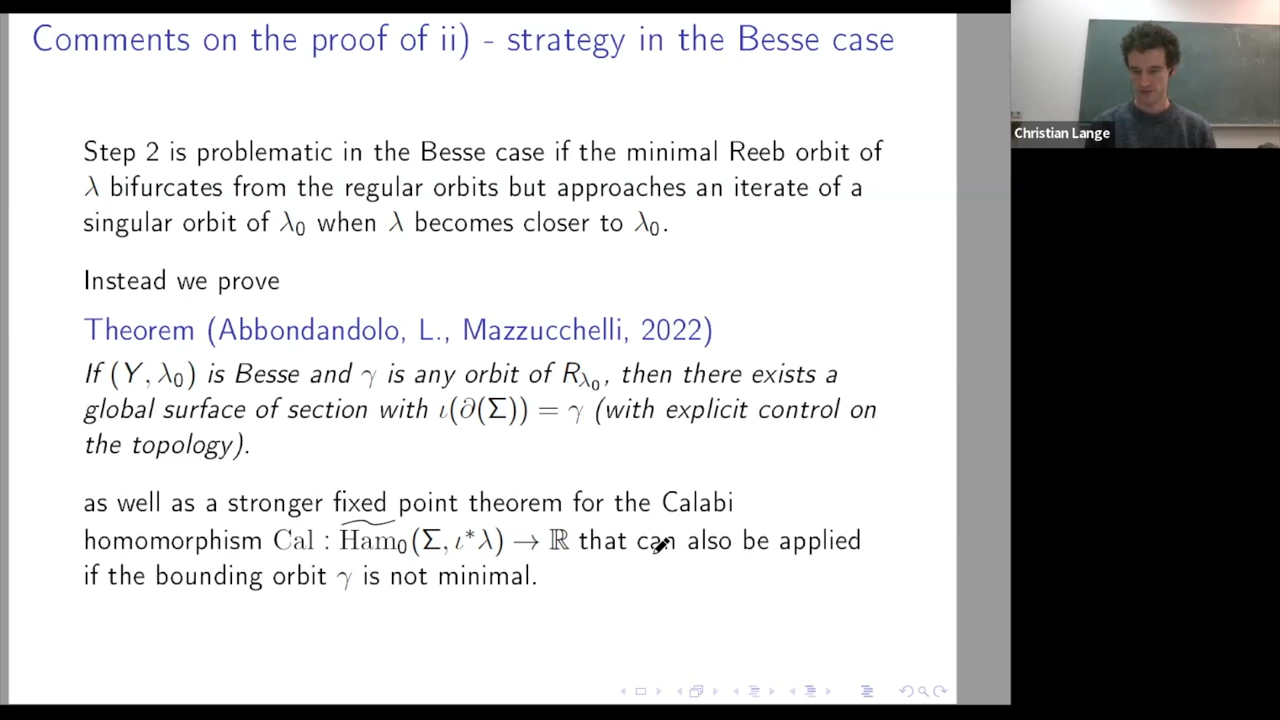 Comments on the proof of ii) - strategy in the Besse case
Christian Lange
Step 2 is problematic in the Besse case if the minimal Reeb orbit of
λ bifurcates from the regular orbits but approaches an iterate of a
singular orbit of λ₀ when λ becomes closer to λ₀.
Instead we prove
Theorem (Abbondandolo, L., Mazzucchelli, 2022)
If (Y, λ₀) is Besse and γ is any orbit of R_{λ₀}, then there exists a
global surface of section with ι(∂(Σ)) = γ (with explicit control on
the topology).
as well as a stronger fixed point theorem for the Calabi
homomorphism Cal : H̃am₀(Σ, ι*λ) → ℝ that can also be applied
if the bounding orbit γ is not minimal.